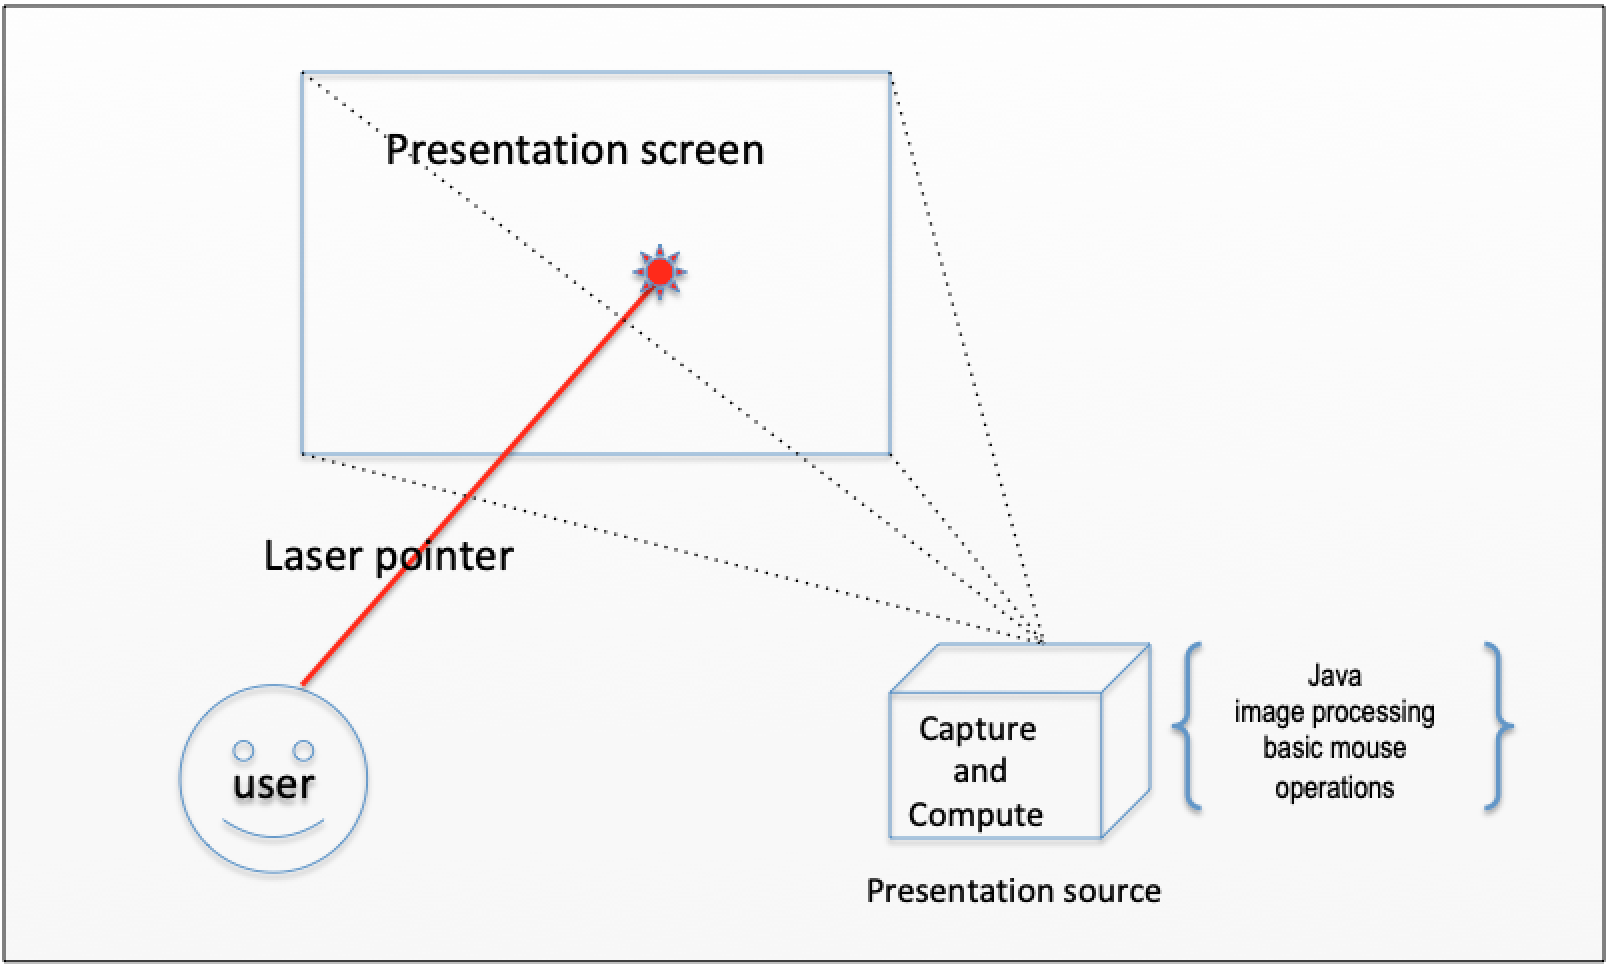 Presentation screen
Laser pointer
user
Capture
and
Compute
Presentation source
Java
image processing
basic mouse
operations